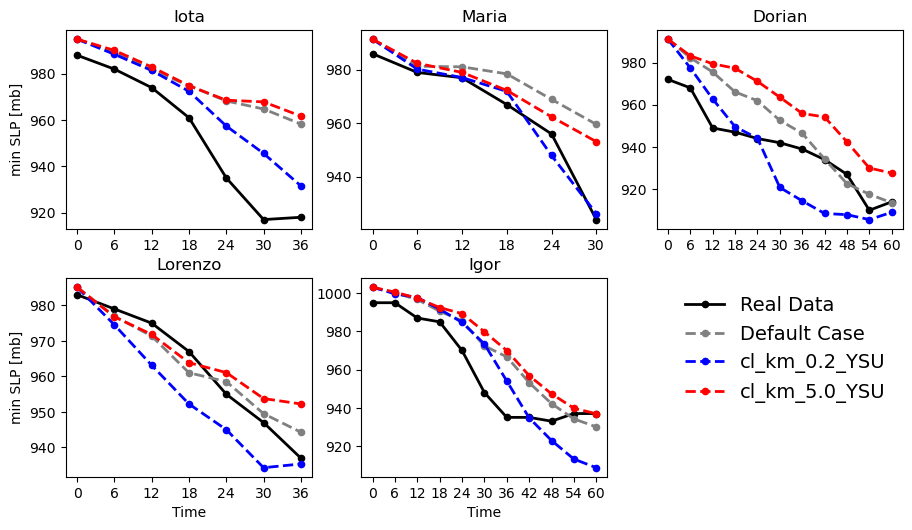 Iota
Maria
Dorian
min SLP [mb]
980
960
940
920
0 6 12 18 24 30 36
980
960
940
0 6 12 18 24 30
980
960
940
920
0 6 12 18 24 30 36 42 48 54 60
Lorenzo
Igor
min SLP [mb]
980
970
960
950
940
0 6 12 18 24 30 36
Time
1000
980
960
940
920
0 6 12 18 24 30 36 42 48 54 60
Time
Real Data
Default Case
cl_km_0.2_YSU
cl_km_5.0_YSU